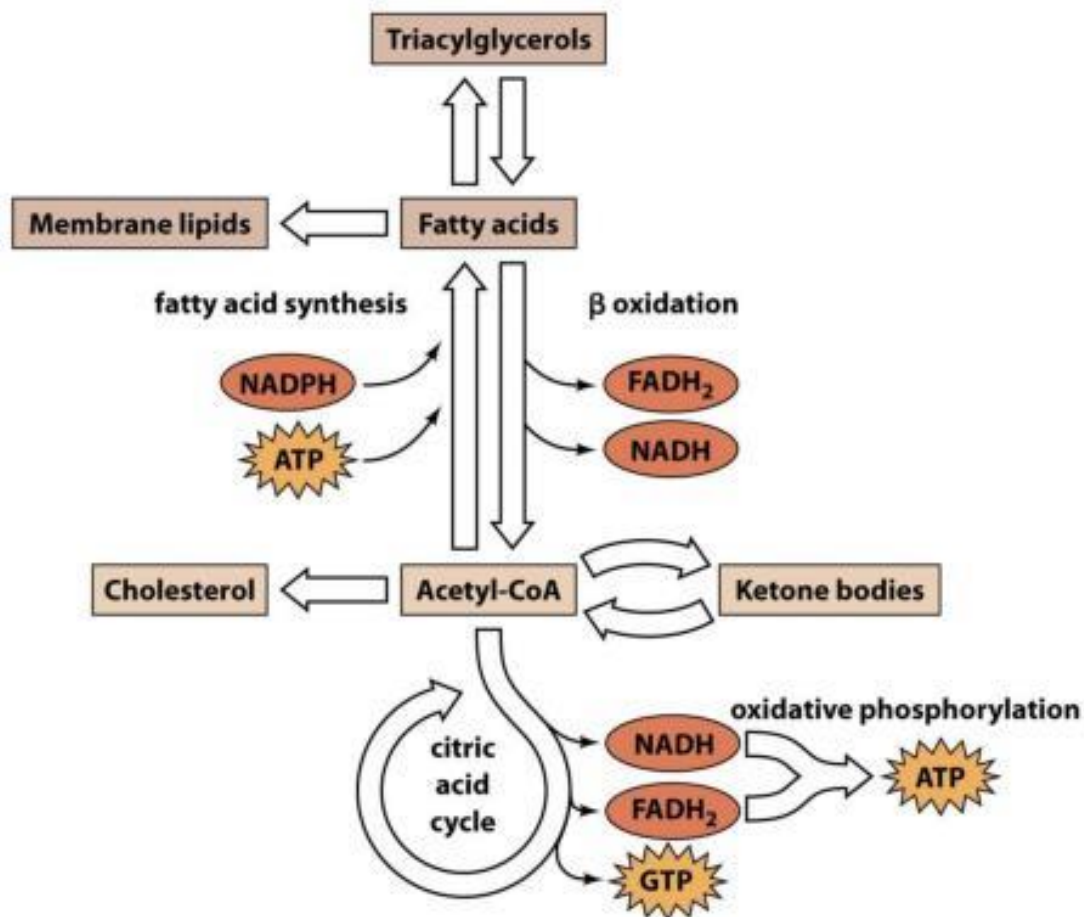 Triacylglycerols
Membrane lipids
Fatty acids
fatty acid synthesis
β oxidation
NADPH
FADH₂
ATP
NADH
Cholesterol
Acetyl-CoA
Ketone bodies
oxidative phosphorylation
citric
acid
cycle
NADH
ATP
FADH₂
GTP